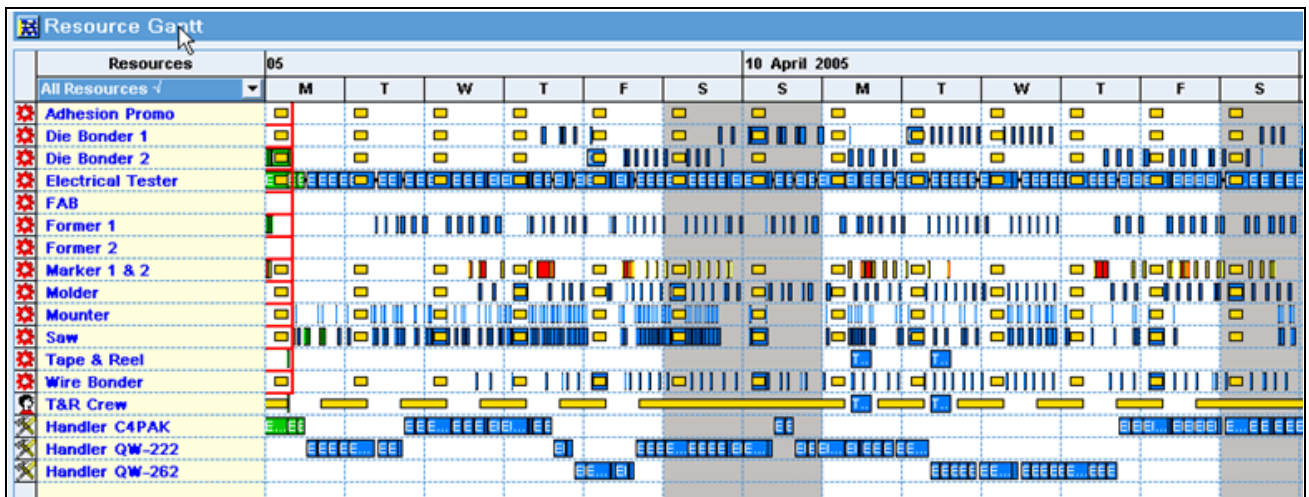 Resource Gantt
Resources 05 10 April 2005
All Resources √ M T W T F S S M T W T F S
Adhesion Promo
Die Bonder 1
Die Bonder 2
Electrical Tester
FAB
Former 1
Former 2
Marker 1 & 2
Molder
Mounter
Saw
Tape & Reel T.. T..
Wire Bonder
T&R Crew T.. T..
Handler C4PAK
Handler QW-222
Handler QW-262